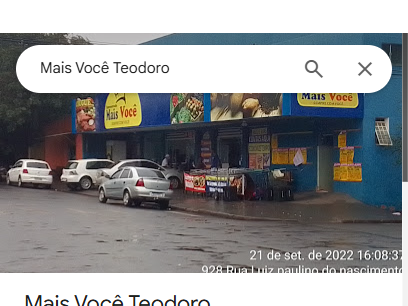 Mais Você Teodoro
Mais Você
Mais Você
21 de set. de 2022 16:08:37
928 Rua Luiz paulino do nascimento
Mais Você Teodoro